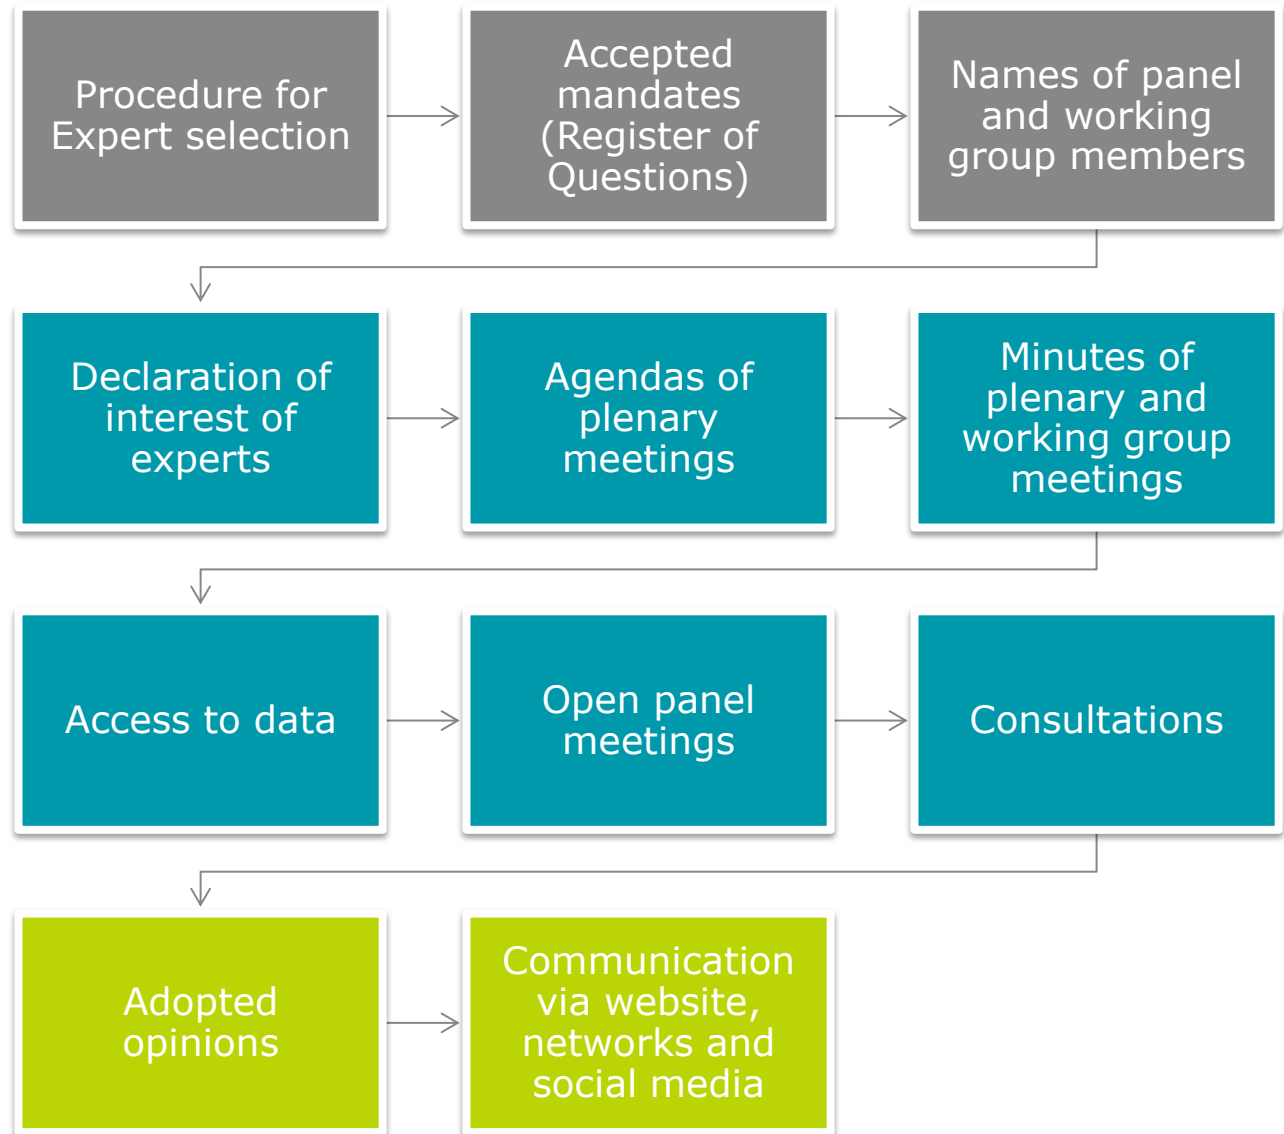 Procedure for
Expert selection
Accepted
mandates
(Register of
Questions)
Names of panel
and working
group members
Declaration of
interest of
experts
Agendas of
plenary
meetings
Minutes of
plenary and
working group
meetings
Access to data
Open panel
meetings
Consultations
Adopted
opinions
Communication
via website,
networks and
social media